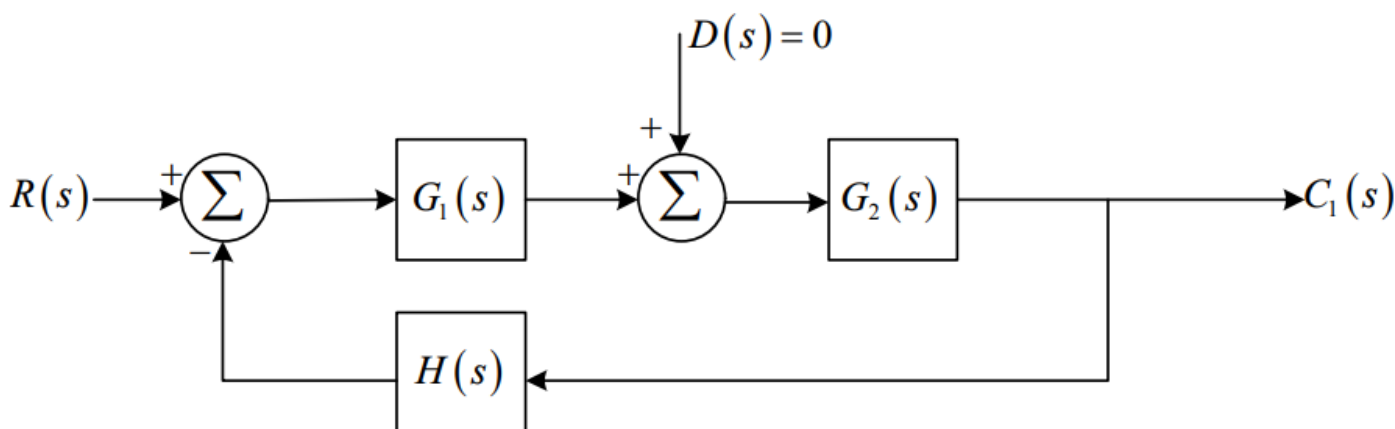 D(s)=0
+
R(s) + Σ G₁(s) + Σ G₂(s) C₁(s)
−
H(s)